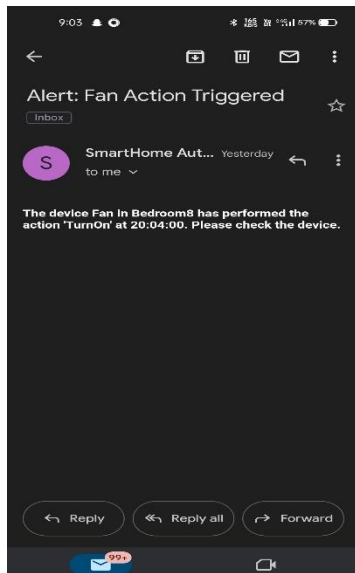 9:03
57%
Alert: Fan Action Triggered
Inbox
S
SmartHome Aut... Yesterday
to me
The device Fan in Bedroom8 has performed the
action 'TurnOn' at 20:04:00. Please check the device.
Reply
Reply all
Forward
99+